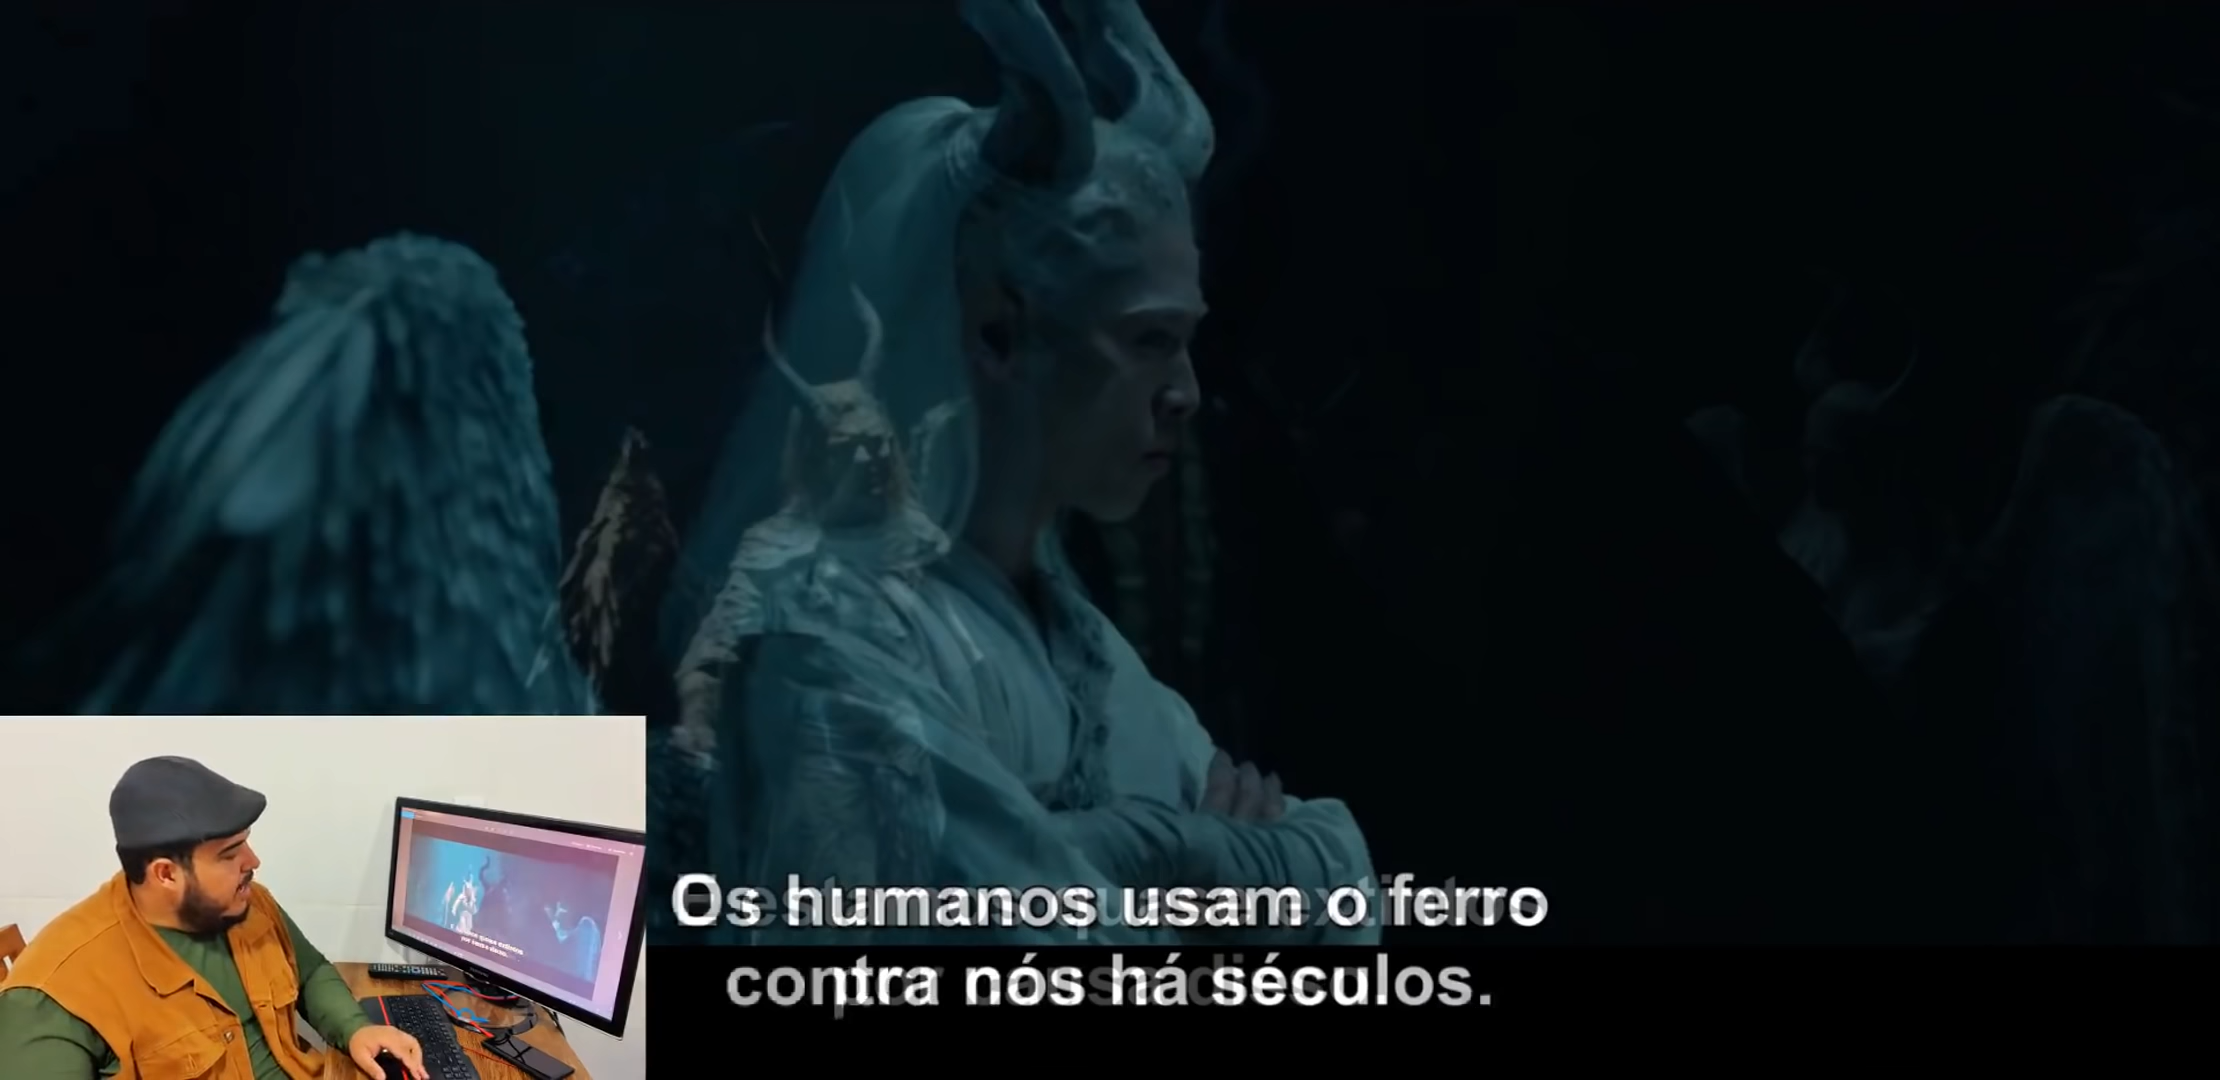 Os humanos usam o ferro
contra nós há séculos.